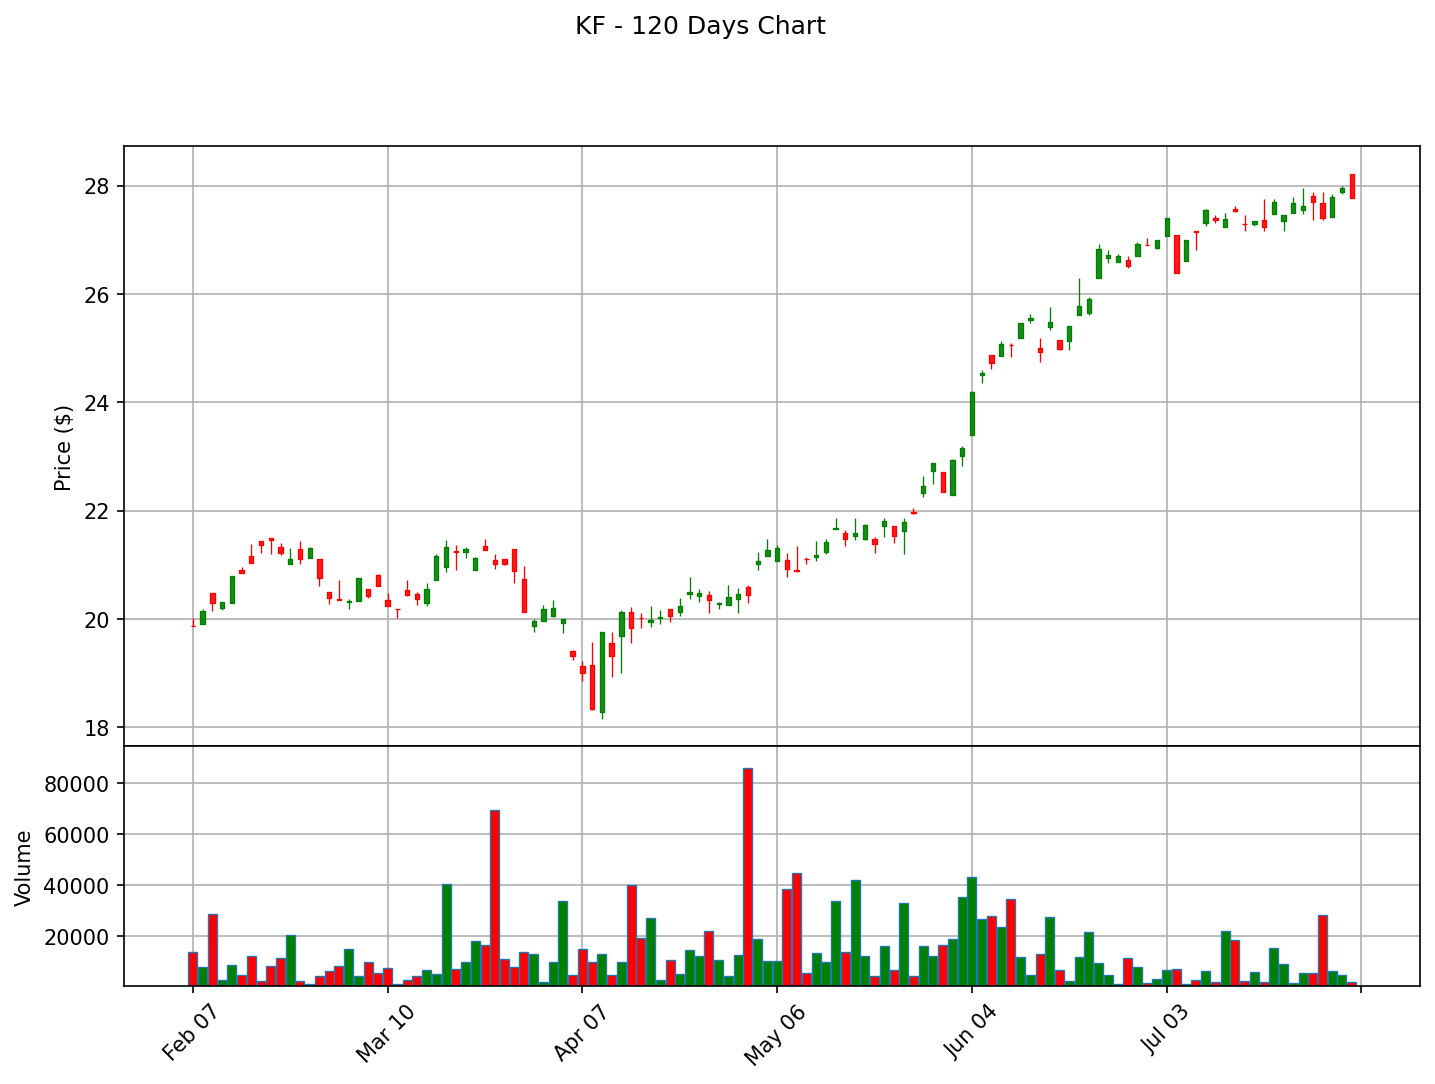 KF - 120 Days Chart
Price ($)
28
26
24
22
20
18
Volume
80000
60000
40000
20000
Feb 07
Mar 10
Apr 07
May 06
Jun 04
Jul 03